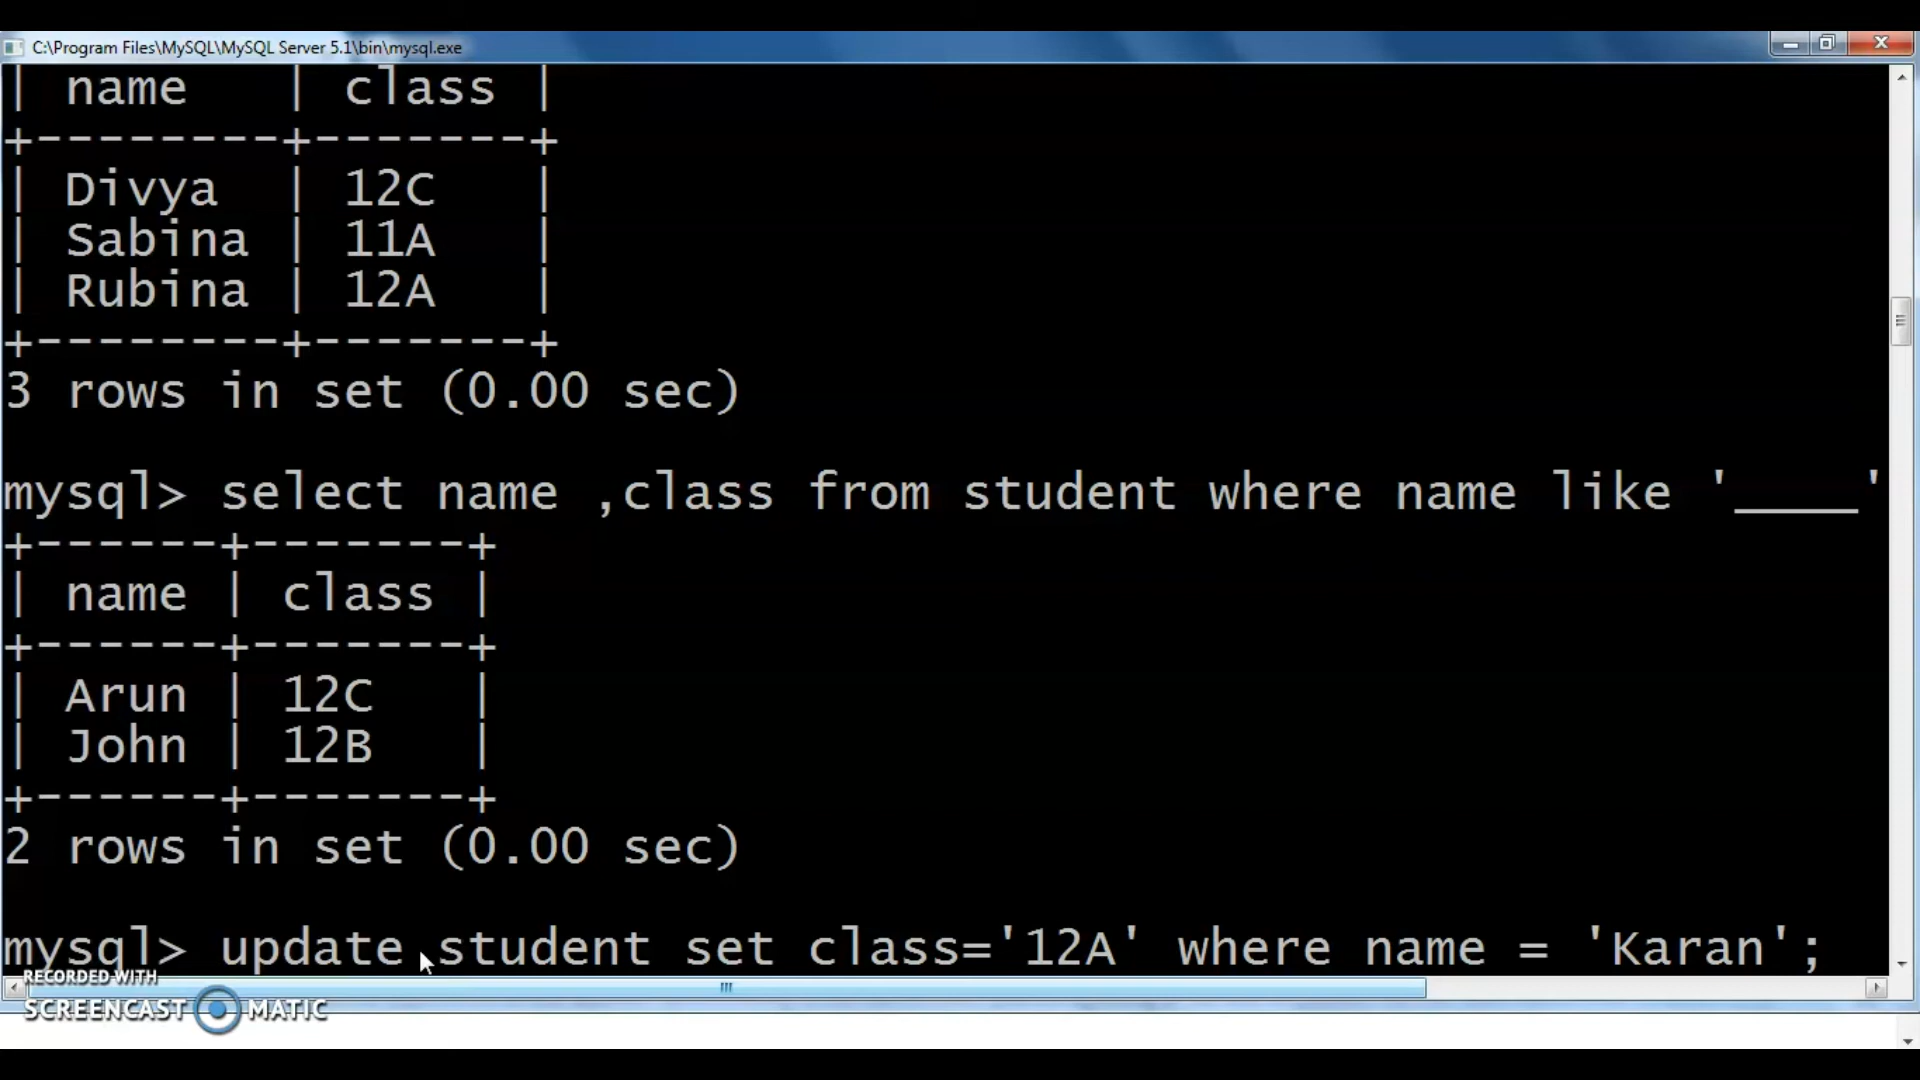 C:\Program Files\MySQL\MySQL Server 5.1\bin\mysql.exe
| name   | class |
+--------+-------+
| Divya  | 12C   |
| Sabina | 11A   |
| Rubina | 12A   |
+--------+-------+
3 rows in set (0.00 sec)
mysql> select name ,class from student where name like '____'
+------+-------+
| name | class |
+------+-------+
| Arun | 12C   |
| John | 12B   |
+------+-------+
2 rows in set (0.00 sec)
mysql> update student set class='12A' where name = 'Karan';
RECORDED WITH
SCREENCAST MATIC